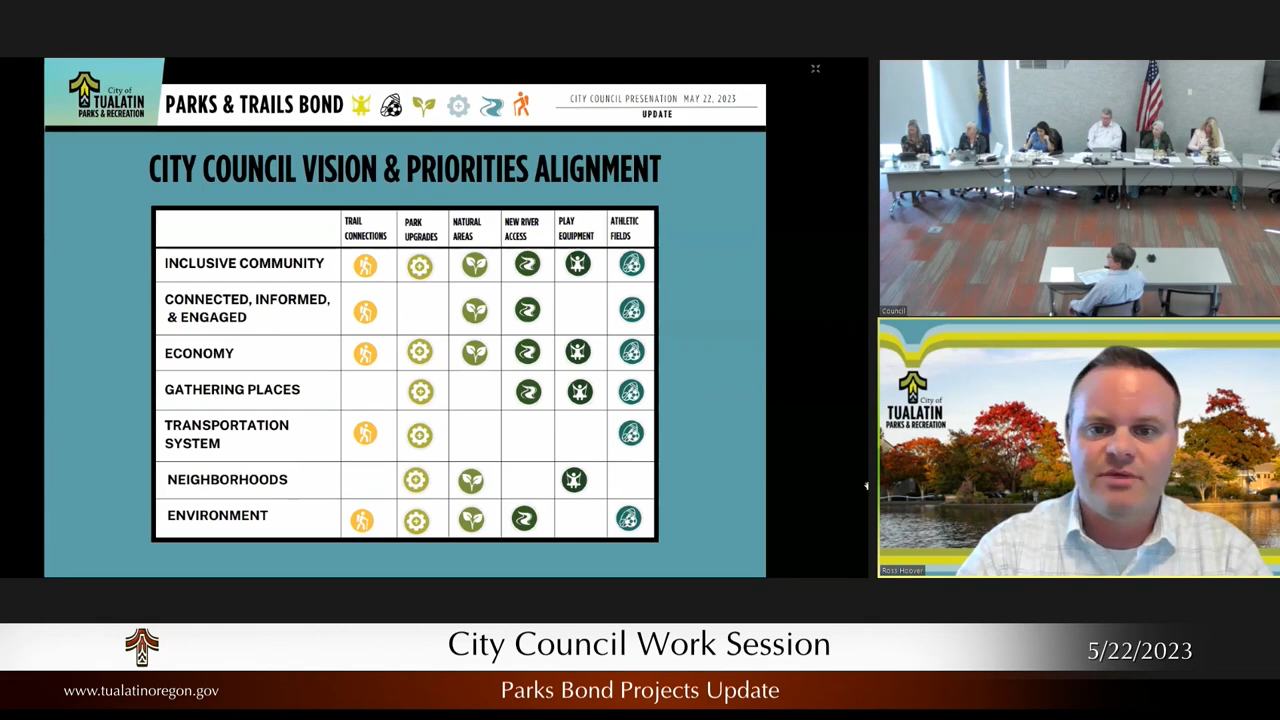 City of
TUALATIN
PARKS & RECREATION
PARKS & TRAILS BOND
CITY COUNCIL PRESENATION MAY 22, 2023
UPDATE
CITY COUNCIL VISION & PRIORITIES ALIGNMENT
TRAIL CONNECTIONS
PARK UPGRADES
NATURAL AREAS
NEW RIVER ACCESS
PLAY EQUIPMENT
ATHLETIC FIELDS
INCLUSIVE COMMUNITY
CONNECTED, INFORMED,
& ENGAGED
ECONOMY
GATHERING PLACES
TRANSPORTATION
SYSTEM
NEIGHBORHOODS
ENVIRONMENT
Council
City of
TUALATIN
PARKS & RECREATION
Ross Hoover
City Council Work Session
5/22/2023
www.tualatinoregon.gov
Parks Bond Projects Update